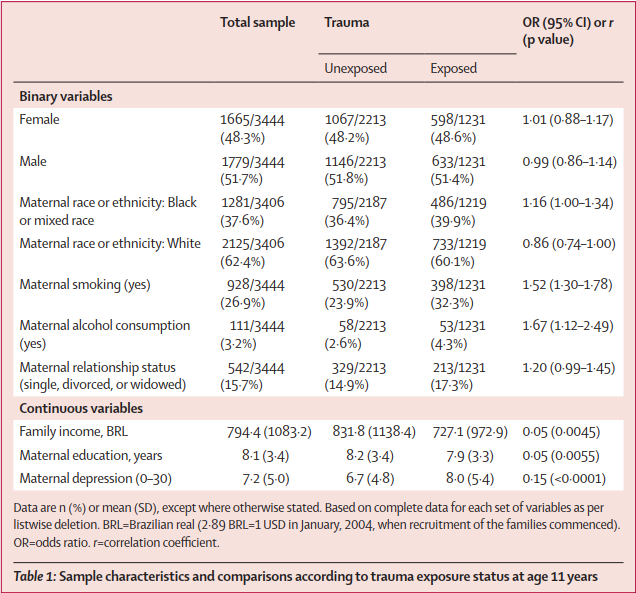 Total sample Trauma OR (95% CI) or r
(p value)
Unexposed Exposed
Binary variables
Female 1665/3444 1067/2213 598/1231 1·01 (0·88–1·17)
(48·3%) (48·2%) (48·6%)
Male 1779/3444 1146/2213 633/1231 0·99 (0·86–1·14)
(51·7%) (51·8%) (51·4%)
Maternal race or ethnicity: Black 1281/3406 795/2187 486/1219 1·16 (1·00–1·34)
or mixed race (37·6%) (36·4%) (39·9%)
Maternal race or ethnicity: White 2125/3406 1392/2187 733/1219 0·86 (0·74–1·00)
(62·4%) (63·6%) (60·1%)
Maternal smoking (yes) 928/3444 530/2213 398/1231 1·52 (1·30–1·78)
(26·9%) (23·9%) (32·3%)
Maternal alcohol consumption 111/3444 58/2213 53/1231 1·67 (1·12–2·49)
(yes) (3·2%) (2·6%) (4·3%)
Maternal relationship status 542/3444 329/2213 213/1231 1·20 (0·99–1·45)
(single, divorced, or widowed) (15·7%) (14·9%) (17·3%)
Continuous variables
Family income, BRL 794·4 (1083·2) 831·8 (1138·4) 727·1 (972·9) 0·05 (0·0045)
Maternal education, years 8·1 (3·4) 8·2 (3·4) 7·9 (3·3) 0·05 (0·0055)
Maternal depression (0–30) 7·2 (5·0) 6·7 (4·8) 8·0 (5·4) 0·15 (<0·0001)
Data are n (%) or mean (SD), except where otherwise stated. Based on complete data for each set of variables as per
listwise deletion. BRL=Brazilian real (2·89 BRL=1 USD in January, 2004, when recruitment of the families commenced).
OR=odds ratio. r=correlation coefficient.
Table 1: Sample characteristics and comparisons according to trauma exposure status at age 11 years